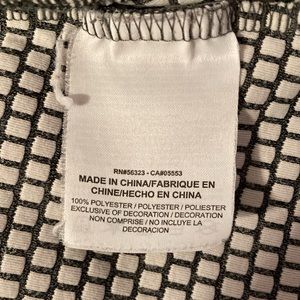 RN#56323 - CA#05553
MADE IN CHINA/FABRIQUE EN
CHINE/HECHO EN CHINA
100% POLYESTER / POLYESTER / POLIESTER
EXCLUSIVE OF DECORATION / DECORATION
NON COMPRISE / NO INCLUYE LA
DECORACION